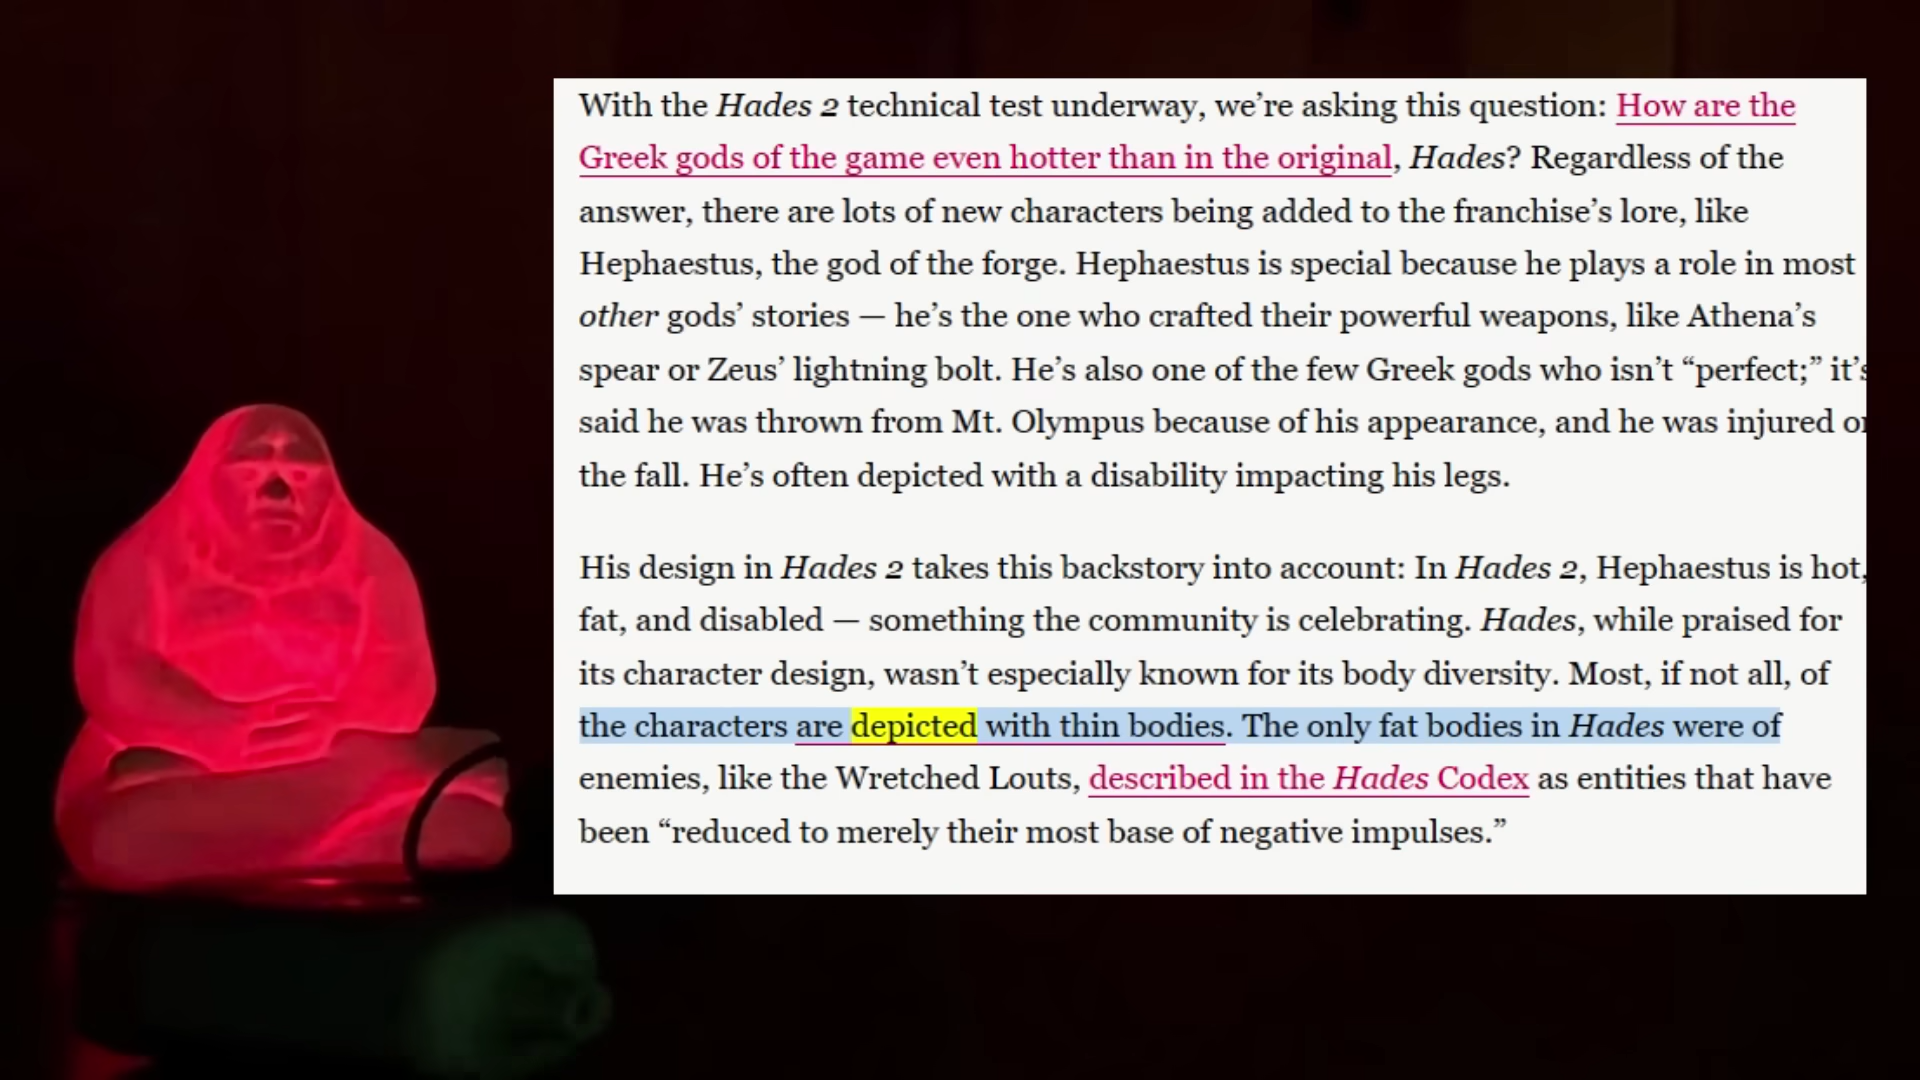 With the Hades 2 technical test underway, we’re asking this question: How are the
Greek gods of the game even hotter than in the original, Hades? Regardless of the
answer, there are lots of new characters being added to the franchise’s lore, like
Hephaestus, the god of the forge. Hephaestus is special because he plays a role in most
other gods’ stories — he’s the one who crafted their powerful weapons, like Athena’s
spear or Zeus’ lightning bolt. He’s also one of the few Greek gods who isn’t “perfect;” it’s
said he was thrown from Mt. Olympus because of his appearance, and he was injured
the fall. He’s often depicted with a disability impacting his legs.
His design in Hades 2 takes this backstory into account: In Hades 2, Hephaestus is hot,
fat, and disabled — something the community is celebrating. Hades, while praised for
its character design, wasn’t especially known for its body diversity. Most, if not all, of
the characters are depicted with thin bodies. The only fat bodies in Hades were of
enemies, like the Wretched Louts, described in the Hades Codex as entities that have
been “reduced to merely their most base of negative impulses.”